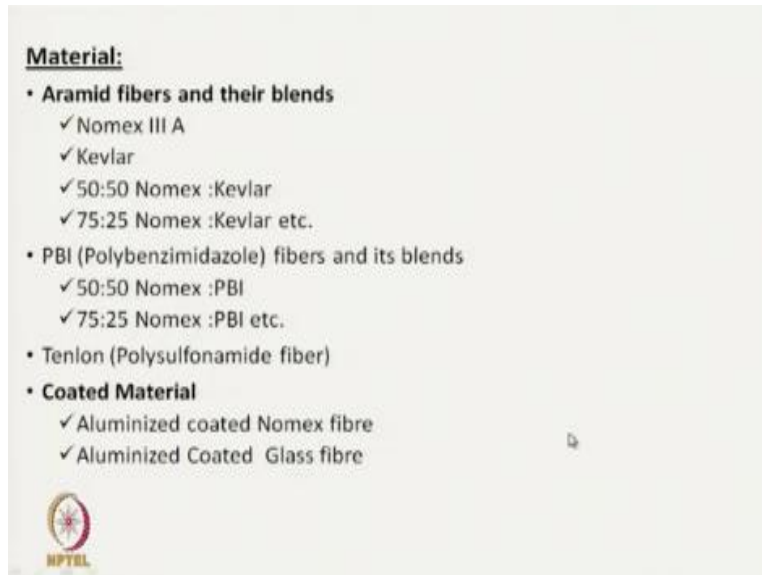 Material:
• Aramid fibers and their blends
✓Nomex III A
✓Kevlar
✓50:50 Nomex :Kevlar
✓75:25 Nomex :Kevlar etc.
• PBI (Polybenzimidazole) fibers and its blends
✓50:50 Nomex :PBI
✓75:25 Nomex :PBI etc.
• Tenlon (Polysulfonamide fiber)
• Coated Material
✓Aluminized coated Nomex fibre
✓Aluminized Coated Glass fibre
NPTEL